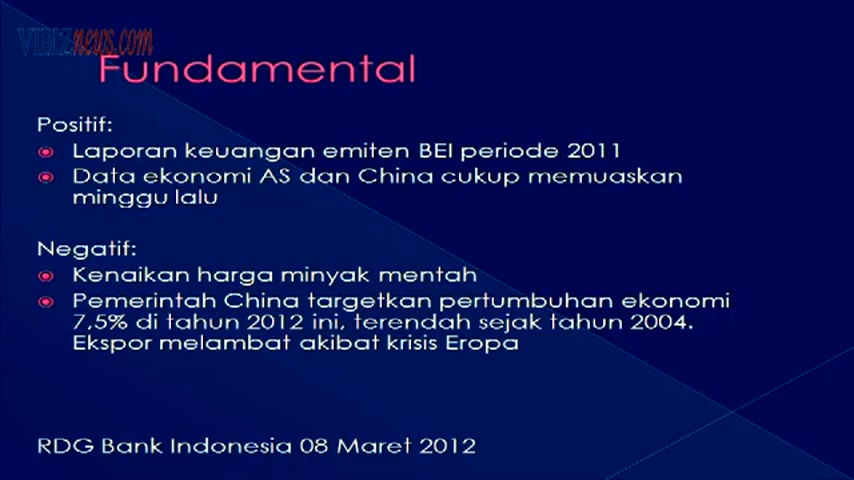 VIBIZnews.com
Fundamental
Positif:
Laporan keuangan emiten BEI periode 2011
Data ekonomi AS dan China cukup memuaskan
minggu lalu
Negatif:
Kenaikan harga minyak mentah
Pemerintah China targetkan pertumbuhan ekonomi
7,5% di tahun 2012 ini, terendah sejak tahun 2004.
Ekspor melambat akibat krisis Eropa
RDG Bank Indonesia 08 Maret 2012